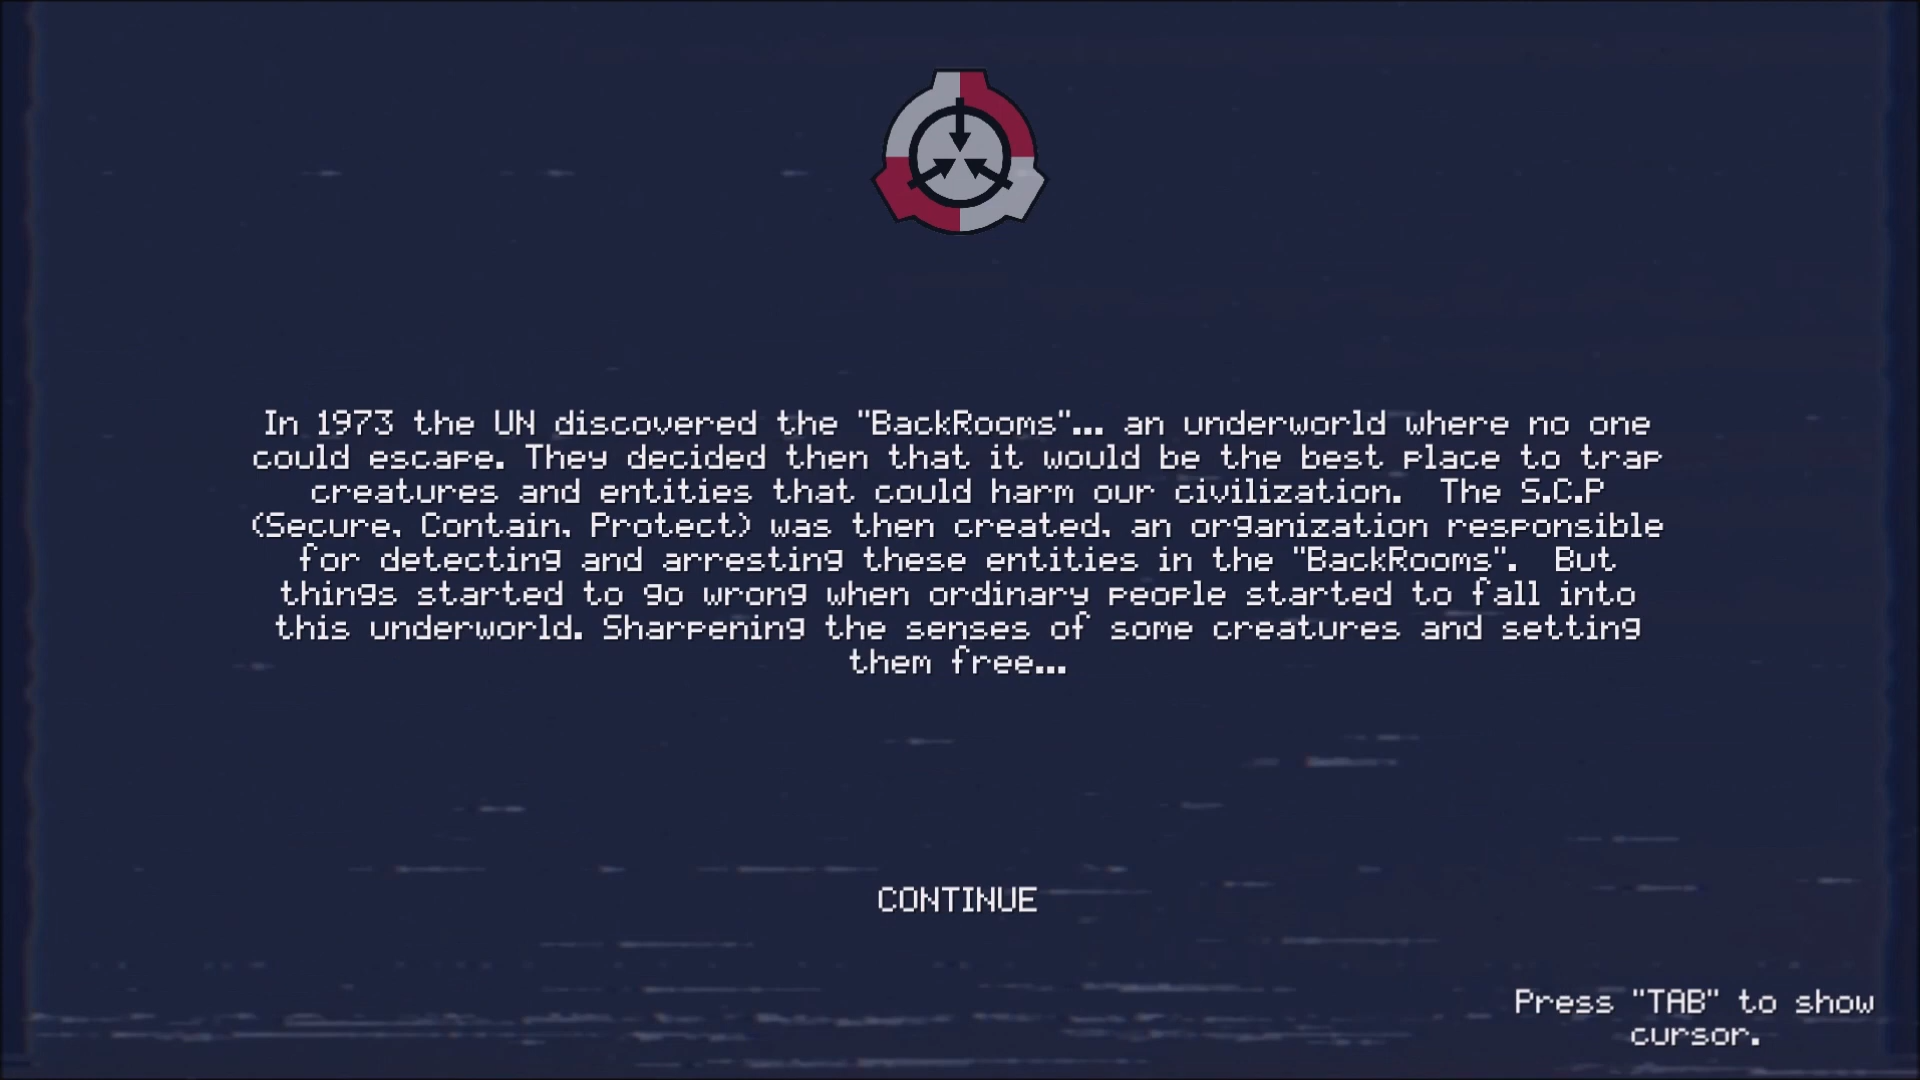 In 1973 the UN discovered the "BackRooms"... an underworld where no one
could escape. They decided then that it would be the best place to trap
creatures and entities that could harm our civilization.  The S.C.P
(Secure, Contain, Protect) was then created, an organization responsible
for detecting and arresting these entities in the "BackRooms".  But
things started to go wrong when ordinary people started to fall into
this underworld. Sharpening the senses of some creatures and setting
them free...
CONTINUE
Press "TAB" to show
cursor.